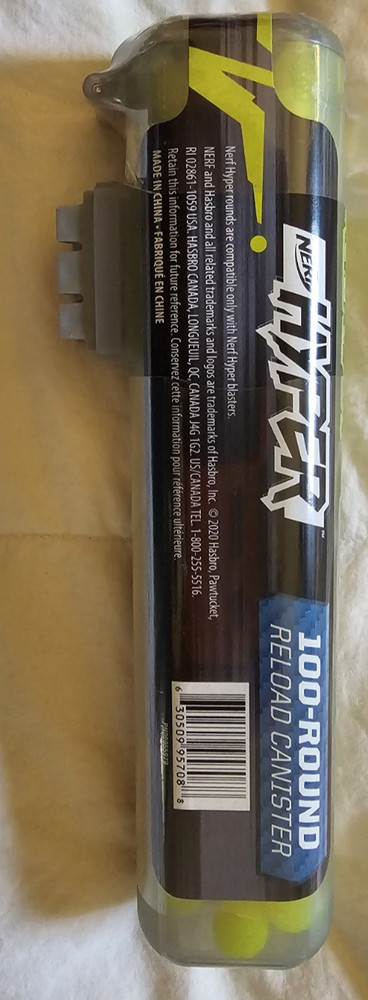 NERF
HYPER™
100-ROUND
RELOAD CANISTER
Nerf Hyper rounds are compatible only with Nerf Hyper blasters.
NERF and Hasbro and all related trademarks and logos are trademarks of Hasbro, Inc. © 2020 Hasbro, Pawtucket,
RI 02861-1059 USA. HASBRO CANADA, LONGUEUIL, QC, CANADA J4G 1G2. US/CANADA TEL. 1-800-255-5516.
Retain this information for future reference. Conservez cette information pour référence ultérieure.
MADE IN CHINA • FABRIQUÉ EN CHINE
6 30509 95708 8